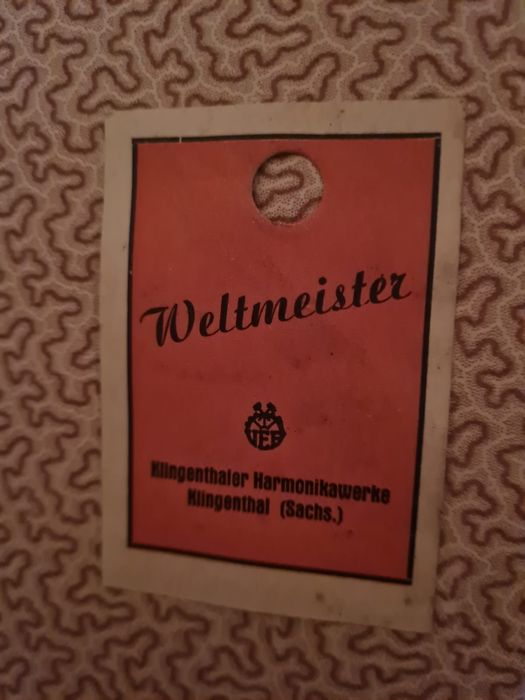 Weltmeister
VEB
Klingenthaler Harmonikawerke
Klingenthal (Sachs.)